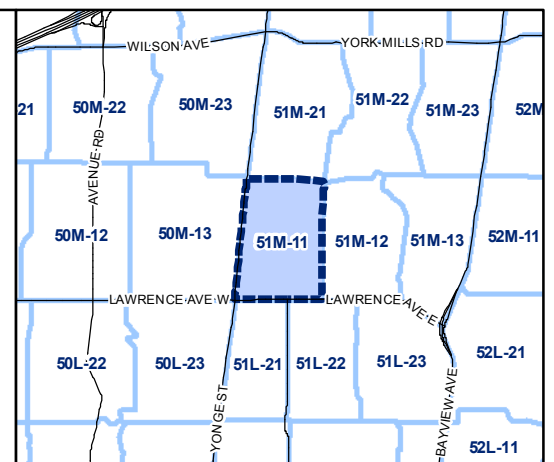 WILSON AVE
YORK MILLS RD
21
50M-22
50M-23
51M-21
51M-22
51M-23
52M
AVENUE RD
50M-12
50M-13
51M-11
51M-12
51M-13
52M-11
LAWRENCE AVE W
LAWRENCE AVE E
50L-22
50L-23
51L-21
51L-22
51L-23
52L-21
YONGE ST
BAYVIEW AVE
52L-11